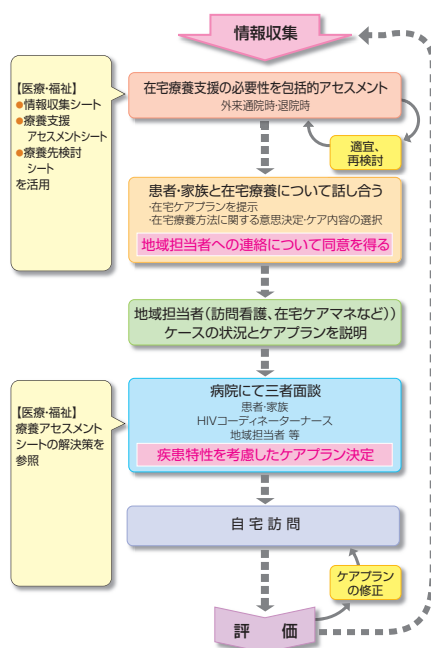 情報収集
【医療・福祉】
●情報収集シート
●療養支援
アセスメントシート
●療養先検討
シート
を活用
在宅療養支援の必要性を包括的アセスメント
外来通院時・退院時
適宜、
再検討
患者・家族と在宅療養について話し合う
・在宅ケアプランを提示
・在宅療養方法に関する意思決定・ケア内容の選択
地域担当者への連絡について同意を得る
地域担当者(訪問看護、在宅ケアマネなど))
ケースの状況とケアプランを説明
【医療・福祉】
療養アセスメント
シートの解決策を
参照
病院にて三者面談
患者・家族
HIVコーディネーターナース
地域担当者 等
疾患特性を考慮したケアプラン決定
自宅訪問
ケアプラン
の修正
評 価